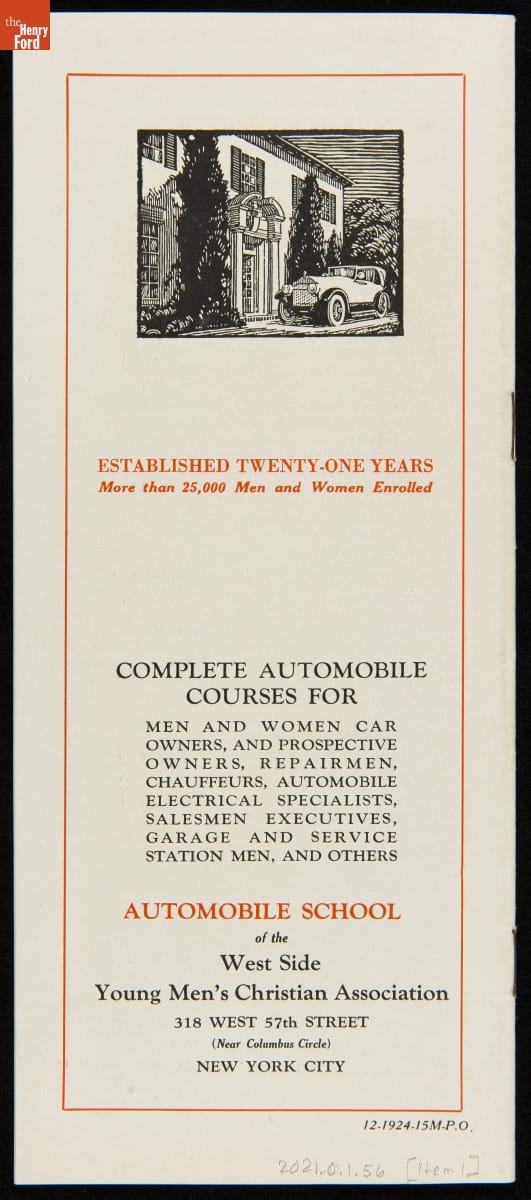 the
Henry
Ford
ESTABLISHED TWENTY-ONE YEARS
More than 25,000 Men and Women Enrolled
COMPLETE AUTOMOBILE
COURSES FOR
MEN AND WOMEN CAR
OWNERS, AND PROSPECTIVE
OWNERS, REPAIRMEN,
CHAUFFEURS, AUTOMOBILE
ELECTRICAL SPECIALISTS,
SALESMEN EXECUTIVES,
GARAGE AND SERVICE
STATION MEN, AND OTHERS
AUTOMOBILE SCHOOL
of the
West Side
Young Men's Christian Association
318 WEST 57th STREET
(Near Columbus Circle)
NEW YORK CITY
12-1924-15M-P.O.
2021.0.1.56 [item 1]